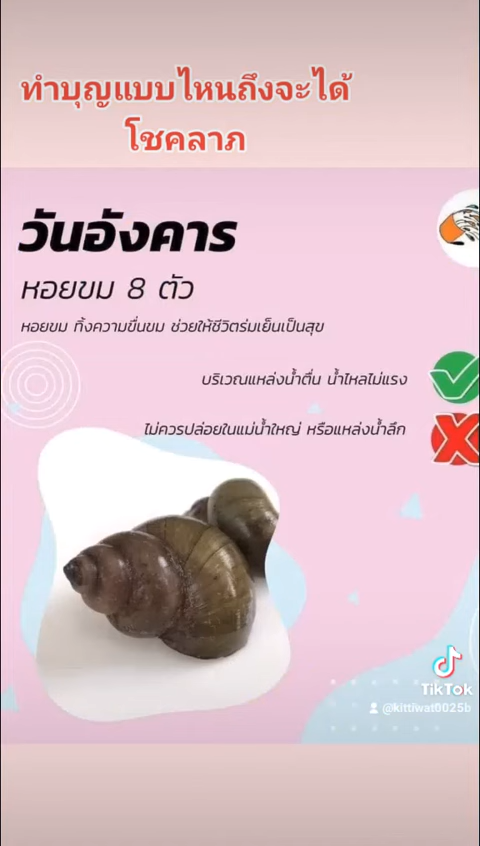 ทำบุญแบบไหนถึงจะได้
โชคลาภ
วันอังคาร
หอยขม 8 ตัว
หอยขม ทิ้งความขื่นขม ช่วยให้ชีวิตร่มเย็นเป็นสุข
บริเวณแหล่งน้ำตื่น น้ำไหลไม่แรง
ไม่ควรปล่อยในแม่น้ำใหญ่ หรือแหล่งน้ำลึก
TikTok
@kittiwat0025b